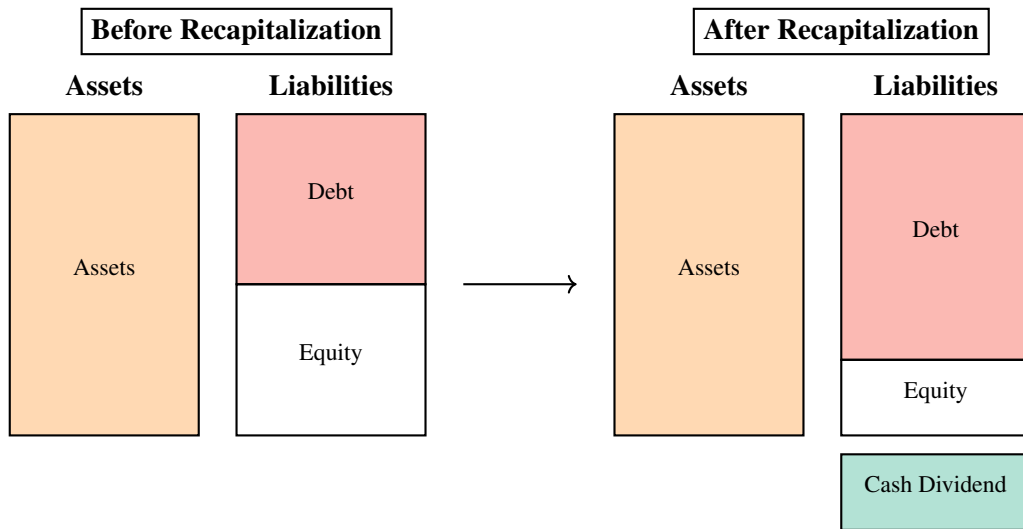 Before Recapitalization
After Recapitalization
Assets
Liabilities
Assets
Liabilities
Debt
Debt
Assets
Assets
Equity
Equity
Cash Dividend